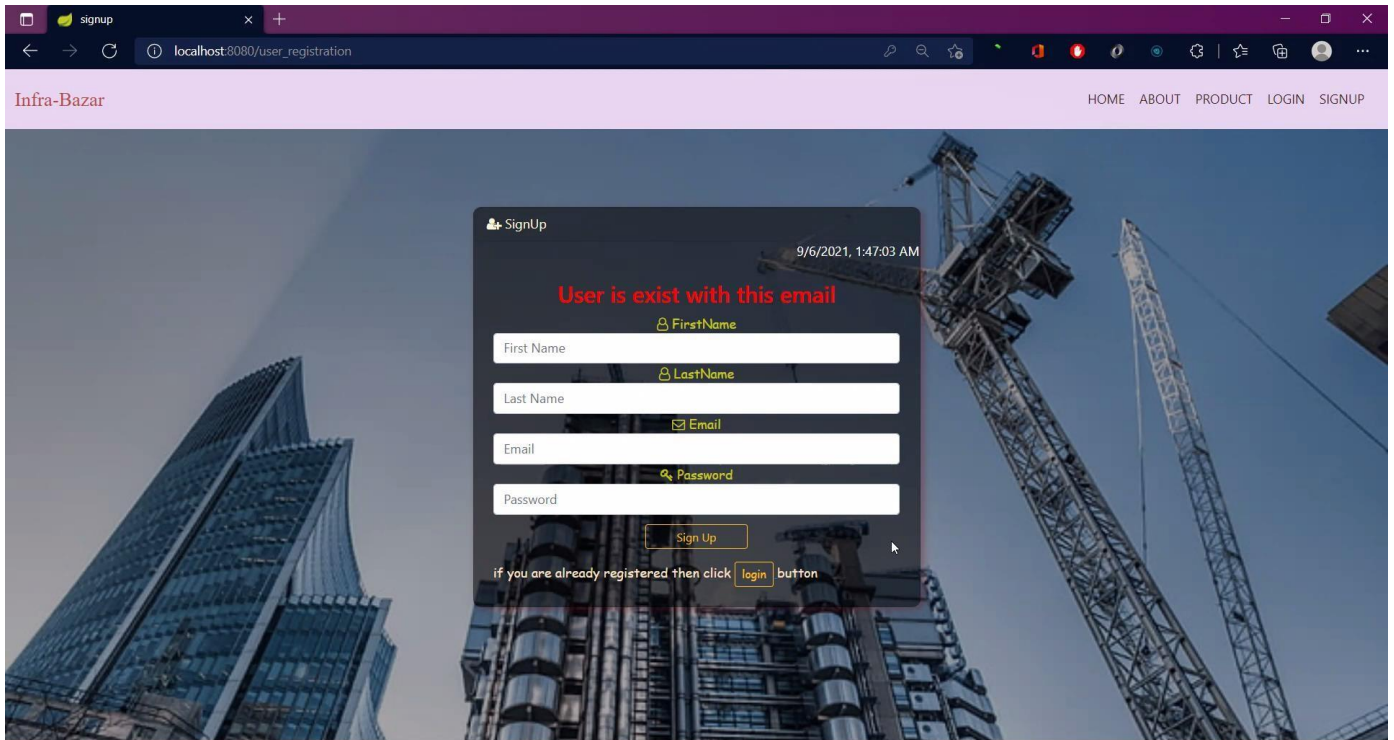 signup
localhost:8080/user_registration
Infra-Bazar
HOME ABOUT PRODUCT LOGIN SIGNUP
SignUp
9/6/2021, 1:47:03 AM
User is exist with this email
FirstName
First Name
LastName
Last Name
Email
Email
Password
Password
Sign Up
if you are already registered then click login button